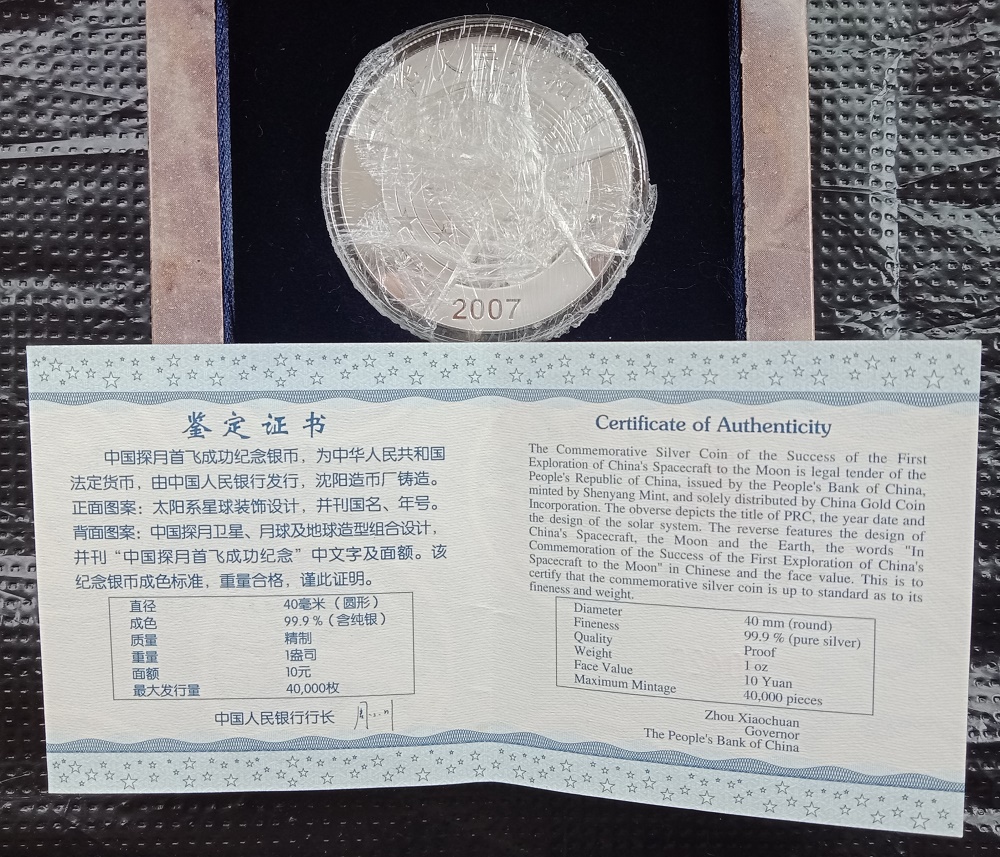 2007
鉴定证书
中国探月首飞成功纪念银币，为中华人民共和国
法定货币，由中国人民银行发行，沈阳造币厂铸造。
正面图案：太阳系星球装饰设计，并刊国名、年号。
背面图案：中国探月卫星、月球及地球造型组合设计，
并刊“中国探月首飞成功纪念”中文字及面额。该
纪念银币成色标准，重量合格，谨此证明。
直径 40毫米（圆形）
成色 99.9％（含纯银）
质量 精制
重量 1盎司
面额 10元
最大发行量 40,000枚
中国人民银行行长
Certificate of Authenticity
The Commemorative Silver Coin of the Success of the First
Exploration of China's Spacecraft to the Moon is legal tender of the
People's Republic of China, issued by the People's Bank of China,
minted by Shenyang Mint, and solely distributed by China Gold Coin
Incorporation. The obverse depicts the title of PRC, the year date and
the design of the solar system. The reverse features the design of
China's Spacecraft, the Moon and the Earth, the words "In
Commemoration of the Success of the First Exploration of China's
Spacecraft to the Moon" in Chinese and the face value. This is to
certify that the commemorative silver coin is up to standard as to its
fineness and weight.
Diameter 40 mm (round)
Fineness 99.9 % (pure silver)
Quality Proof
Weight 1 oz
Face Value 10 Yuan
Maximum Mintage 40,000 pieces
Zhou Xiaochuan
Governor
The People's Bank of China